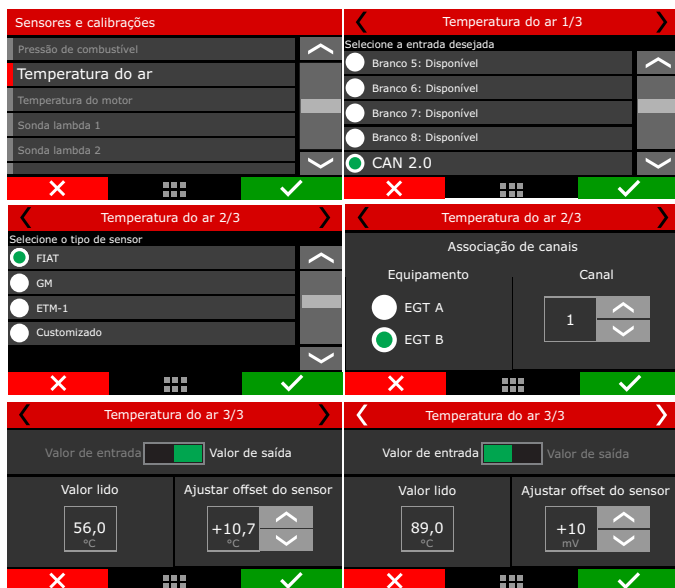 Sensores e calibrações
Pressão de combustível
Temperatura do ar
Temperatura do motor
Sonda lambda 1
Sonda lambda 2
Temperatura do ar 1/3
Selecione a entrada desejada
Branco 5: Disponível
Branco 6: Disponível
Branco 7: Disponível
Branco 8: Disponível
CAN 2.0
Temperatura do ar 2/3
Selecione o tipo de sensor
FIAT
GM
ETM-1
Customizado
Temperatura do ar 2/3
Associação de canais
Equipamento
Canal
EGT A
EGT B
1
Temperatura do ar 3/3
Valor de entrada
Valor de saída
Valor lido
Ajustar offset do sensor
56,0
°C
+10,7
°C
Temperatura do ar 3/3
Valor de entrada
Valor de saída
Valor lido
Ajustar offset do sensor
89,0
°C
+10
mV